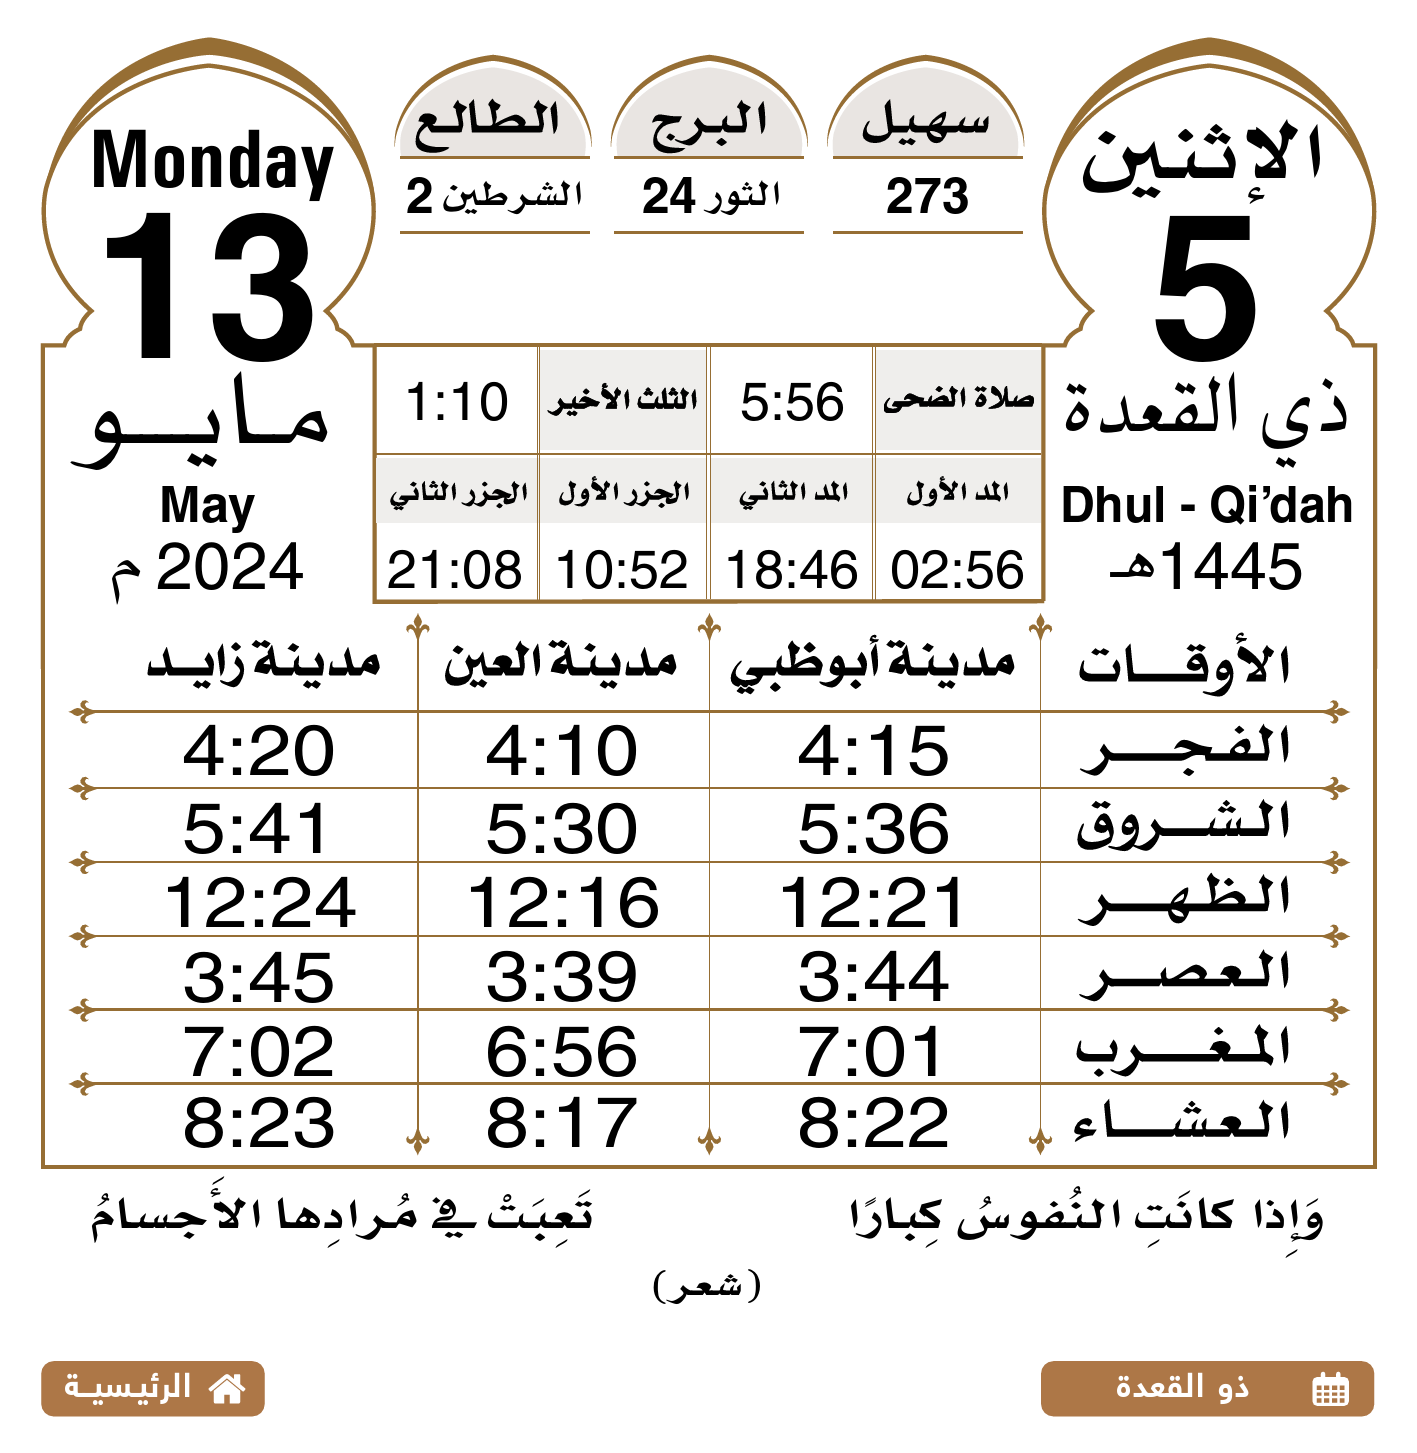 الإثنين
5
ذي القعدة
Dhul - Qi’dah
1445هـ
سهيل
273
البرج
الثور 24
الطالع
الشرطين 2
Monday
13
مايو
May
2024 م
صلاة الضحى 5:56 الثلث الأخير 1:10
المد الأول المد الثاني الجزر الأول الجزر الثاني
02:56 18:46 10:52 21:08
الأوقات مدينة أبوظبي مدينة العين مدينة زايد
الفجر 4:15 4:10 4:20
الشروق 5:36 5:30 5:41
الظهر 12:21 12:16 12:24
العصر 3:44 3:39 3:45
المغرب 7:01 6:56 7:02
العشاء 8:22 8:17 8:23
وَإِذا كانَتِ النُفوسُ كِبارًا تَعِبَتْ في مُرادِها الأَجسامُ
(شعر)
ذو القعدة
الرئيسية